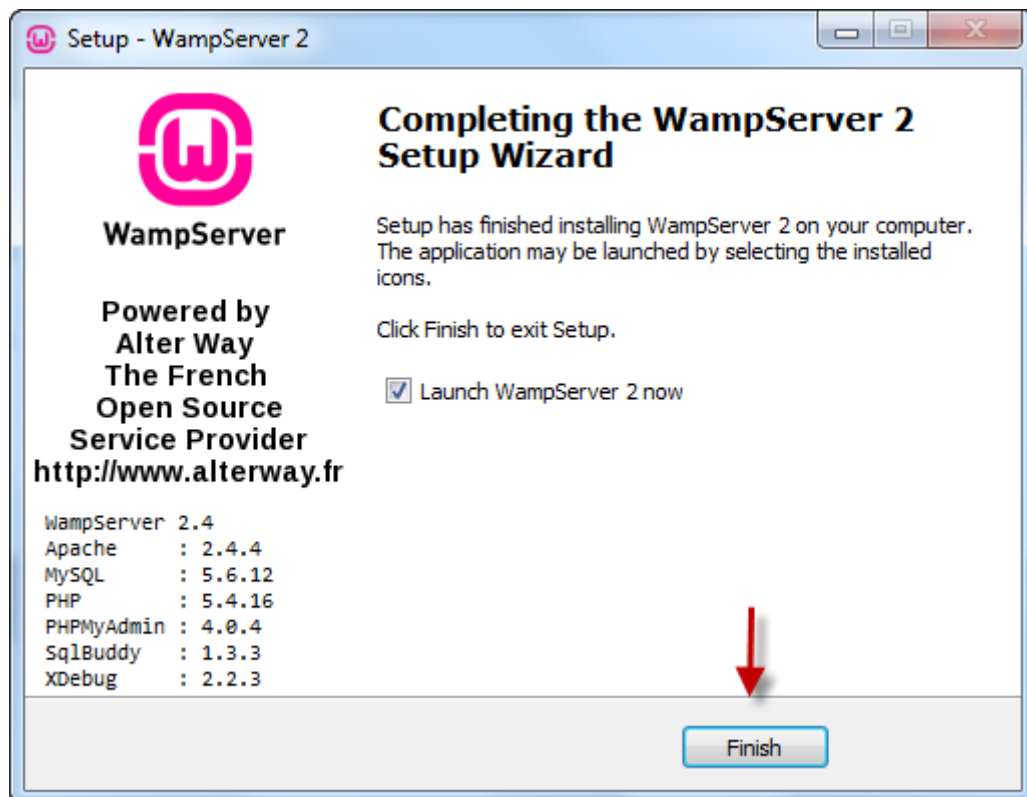 Setup - WampServer 2
WampServer
Powered by
Alter Way
The French
Open Source
Service Provider
http://www.alterway.fr
WampServer 2.4
Apache : 2.4.4
MySQL : 5.6.12
PHP : 5.4.16
PHPMyAdmin : 4.0.4
SqlBuddy : 1.3.3
XDebug : 2.2.3
Completing the WampServer 2
Setup Wizard
Setup has finished installing WampServer 2 on your computer.
The application may be launched by selecting the installed
icons.
Click Finish to exit Setup.
Launch WampServer 2 now
Finish